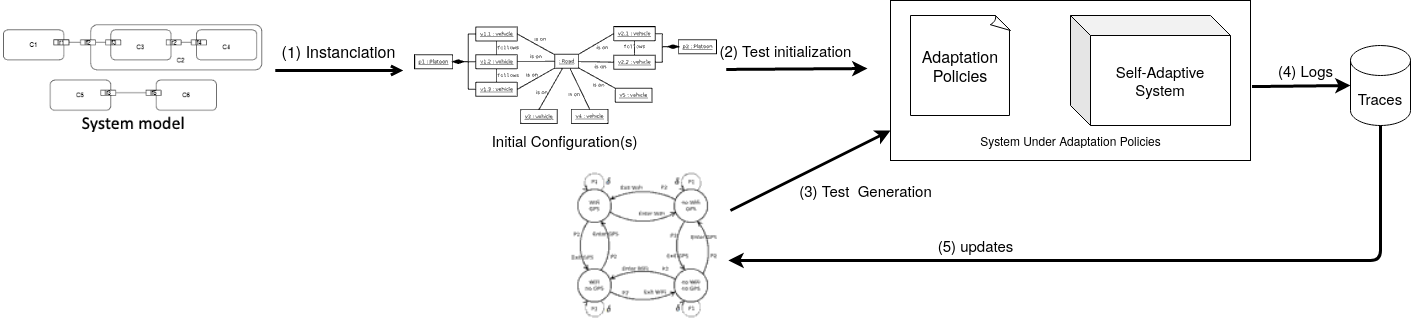 C1
C3
C4
C2
C5
C6
System model
(1) Instanciation
v1.1 : vehicle
follows
p1 : Platoon
v1.2 : vehicle
follows
v1.3 : vehicle
is on
is on
is on
: Road
is on
is on
is on
is on
is on
v2.1 : vehicle
follows
p2 : Platoon
v2.2 : vehicle
v5 : vehicle
v3 : vehicle
v4 : vehicle
Initial Configuration(s)
(2) Test initialization
Adaptation
Policies
Self-Adaptive
System
System Under Adaptation Policies
(4) Logs
Traces
(3) Test Generation
(5) updates
P1
δ
Exit WiFi
P2
P1
δ
WiFi
GPS
Enter WiFi
no WiFi
GPS
P2
Enter GPS
Exit GPS
P2
Enter GPS
Exit GPS
P2
Enter WiFi
WiFi
no GPS
P2
Exit WiFi
no WiFi
no GPS
δ
P1
δ